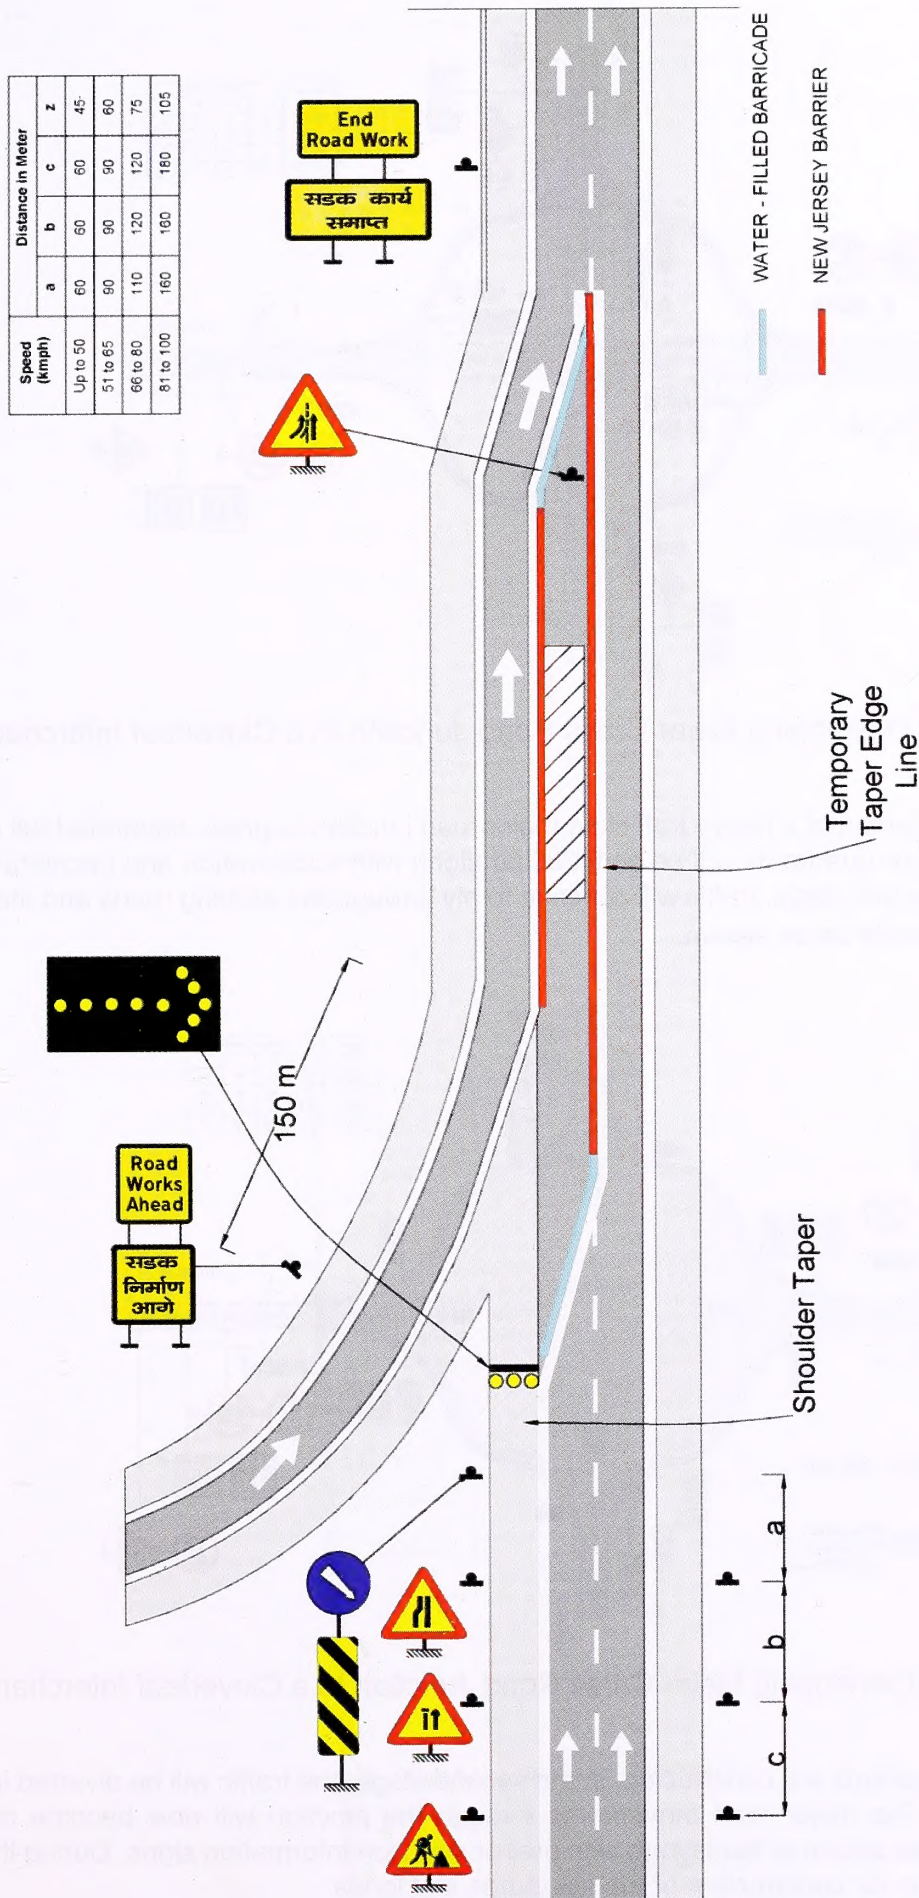 Speed
(kmph)
Distance in Meter
a b c z
Up to 50 60 60 60 45-
51 to 65 90 90 90 60
66 to 80 110 120 120 75
81 to 100 160 160 180 105
End
Road Work
सडक कार्य
समाप्त
WATER - FILLED BARRICADE
NEW JERSEY BARRIER
Road
Works
Ahead
सडक
निर्माण
आगे
150 m
Temporary
Taper Edge
Line
Shoulder Taper
a
b
c